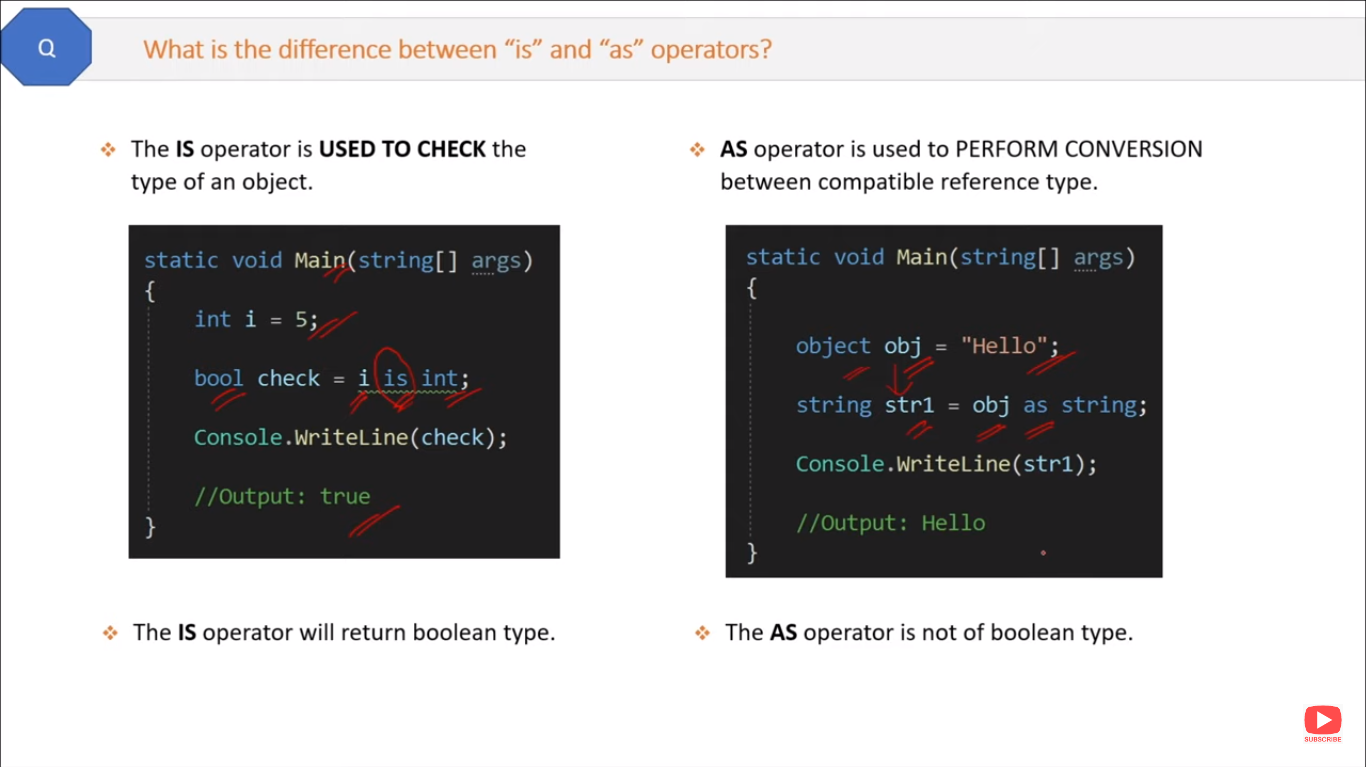 Q
What is the difference between “is” and “as” operators?
❖ The IS operator is USED TO CHECK the
type of an object.
static void Main(string[] args)
{
int i = 5;
bool check = i is int;
Console.WriteLine(check);
//Output: true
}
❖ The IS operator will return boolean type.
❖ AS operator is used to PERFORM CONVERSION
between compatible reference type.
static void Main(string[] args)
{
object obj = "Hello";
string str1 = obj as string;
Console.WriteLine(str1);
//Output: Hello
}
❖ The AS operator is not of boolean type.
SUBSCRIBE